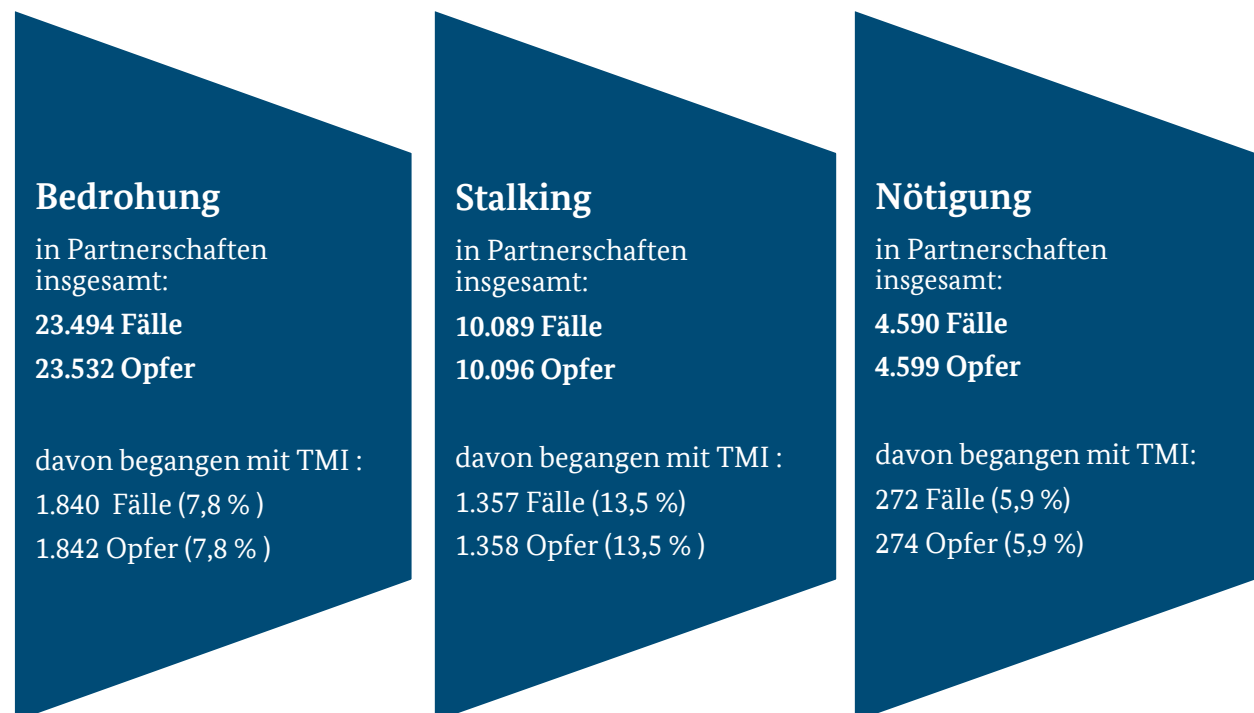 Bedrohung
in Partnerschaften
insgesamt:
23.494 Fälle
23.532 Opfer
davon begangen mit TMI :
1.840 Fälle (7,8 % )
1.842 Opfer (7,8 % )
Stalking
in Partnerschaften
insgesamt:
10.089 Fälle
10.096 Opfer
davon begangen mit TMI :
1.357 Fälle (13,5 %)
1.358 Opfer (13,5 % )
Nötigung
in Partnerschaften
insgesamt:
4.590 Fälle
4.599 Opfer
davon begangen mit TMI:
272 Fälle (5,9 %)
274 Opfer (5,9 %)